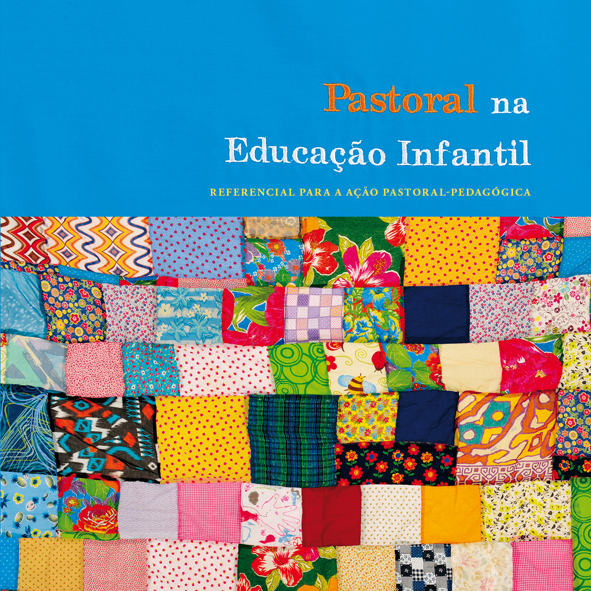 Pastoral na
Educação Infantil
REFERENCIAL PARA A AÇÃO PASTORAL-PEDAGÓGICA